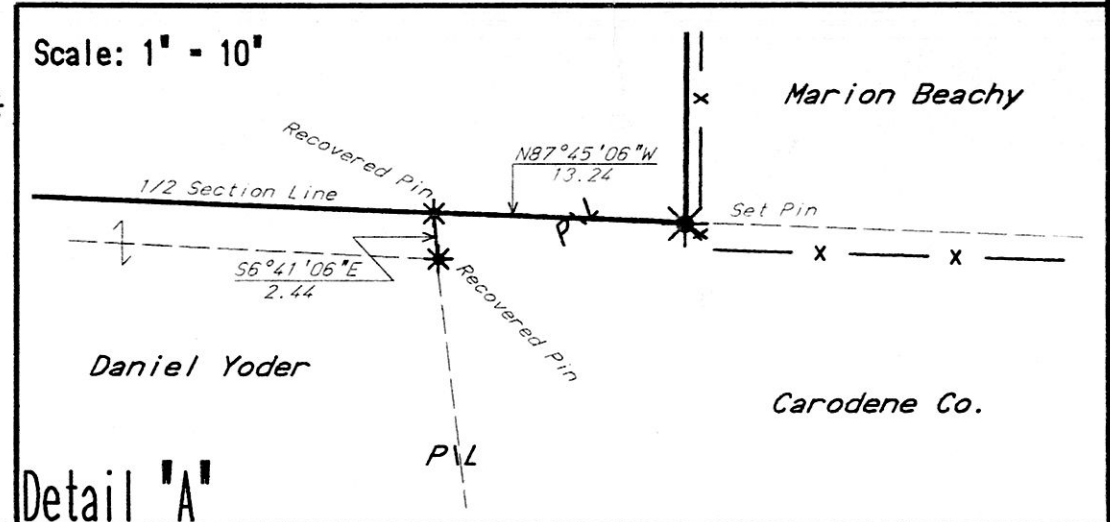 Scale: 1" - 10"
Marion Beachy
Recovered Pin
N87°45'06"W
13.24
1/2 Section Line
P L
Set Pin
S6°41'06"E
2.44
Recovered Pin
Daniel Yoder
Carodene Co.
P L
Detail "A"